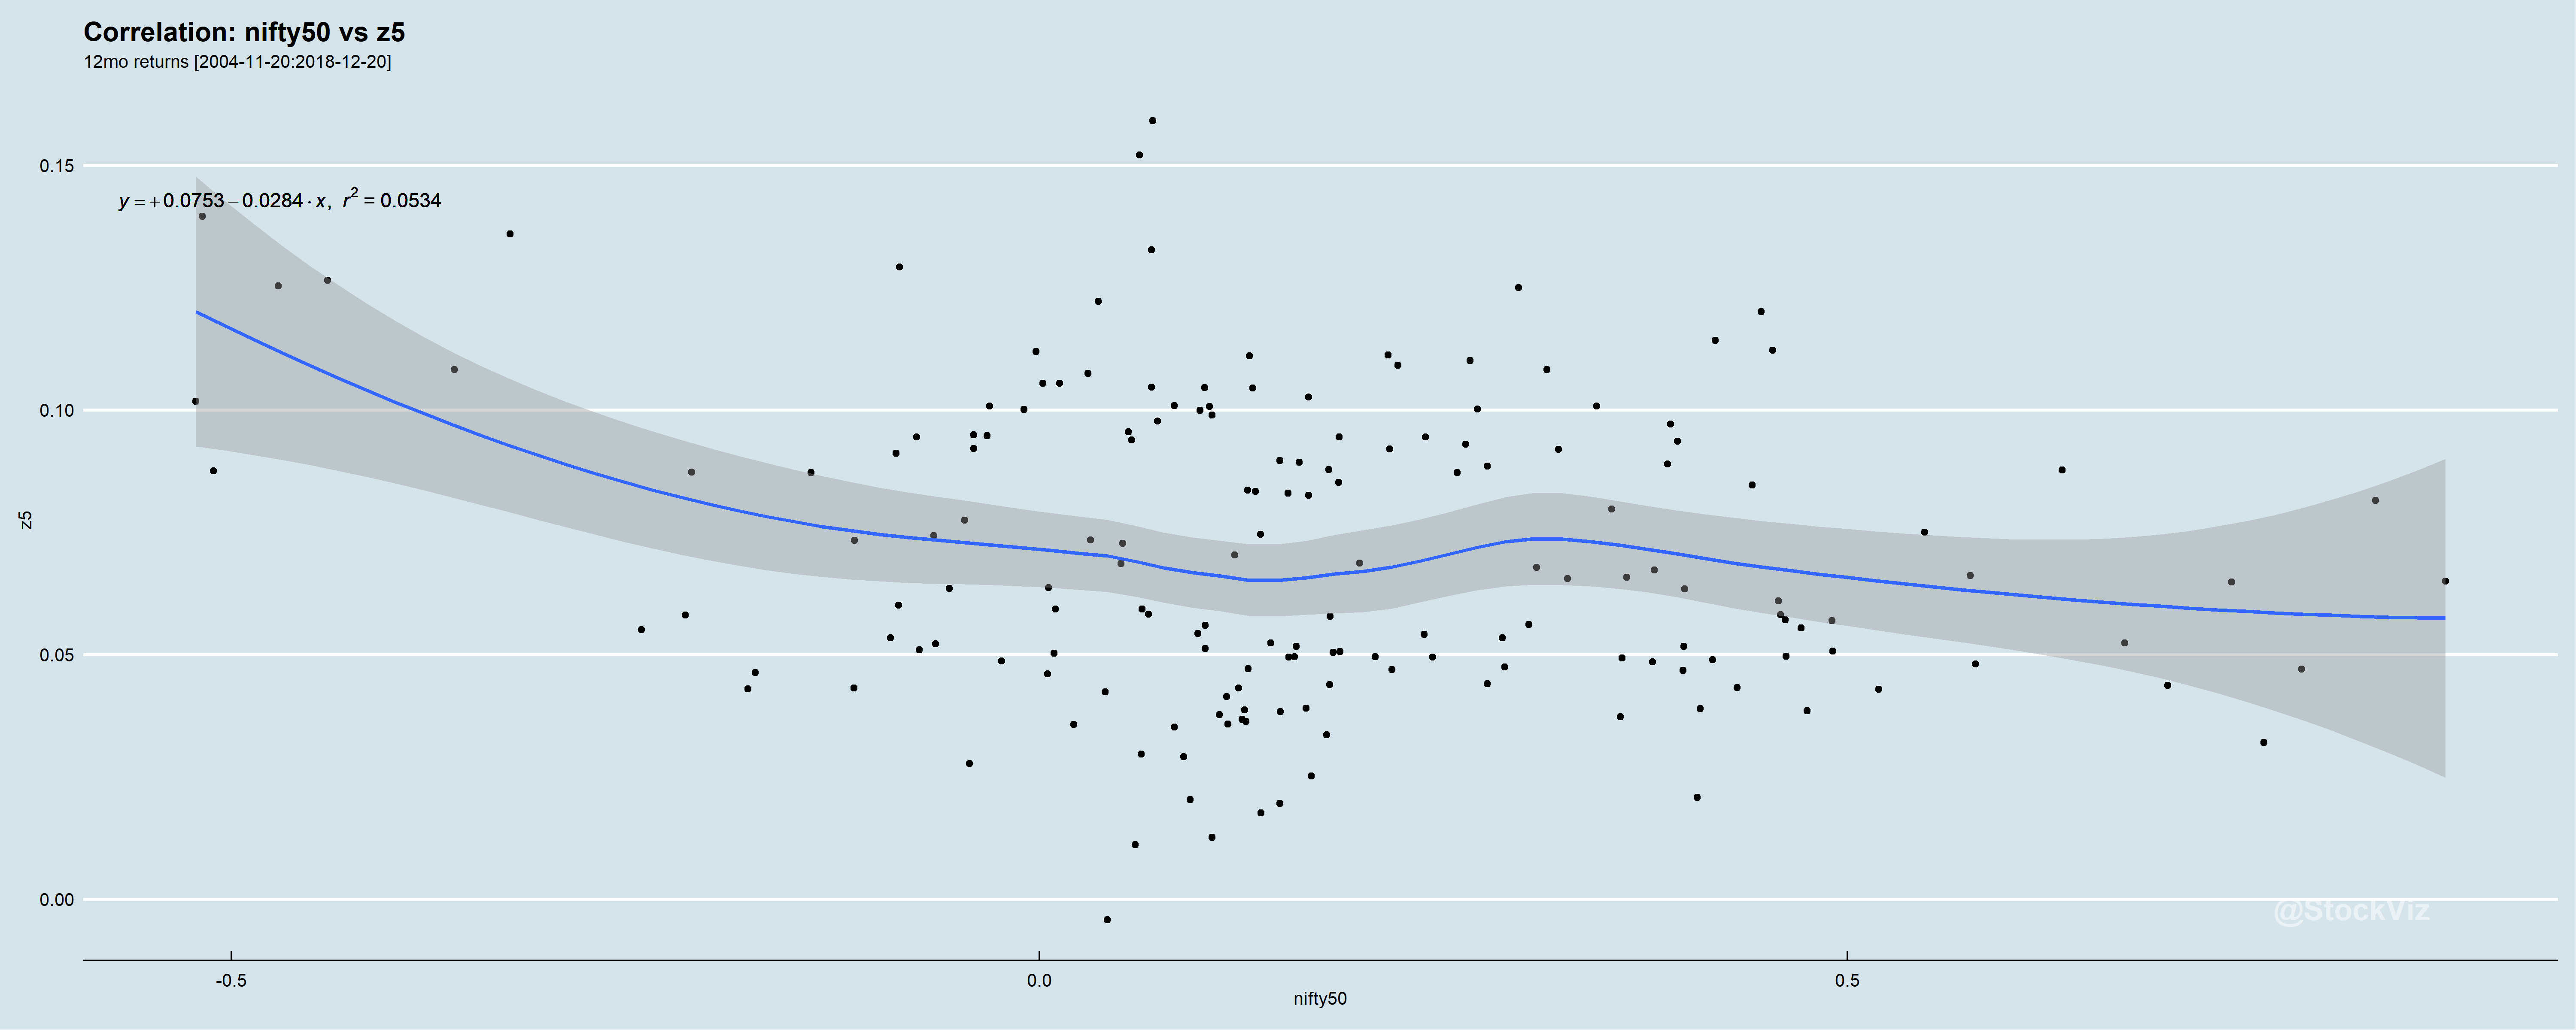 Correlation: nifty50 vs z5
12mo returns [2004-11-20:2018-12-20]
y = + 0.0753 − 0.0284 · x, r² = 0.0534
0.15
0.10
0.05
0.00
z5
-0.5
0.0
0.5
nifty50
@StockViz